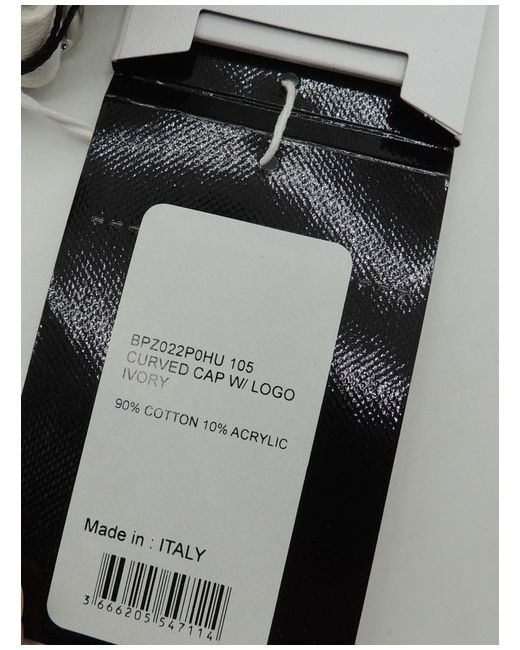 BPZ022P0HU 105
CURVED CAP W/ LOGO
IVORY
90% COTTON 10% ACRYLIC
Made in : ITALY
3 666205 547114